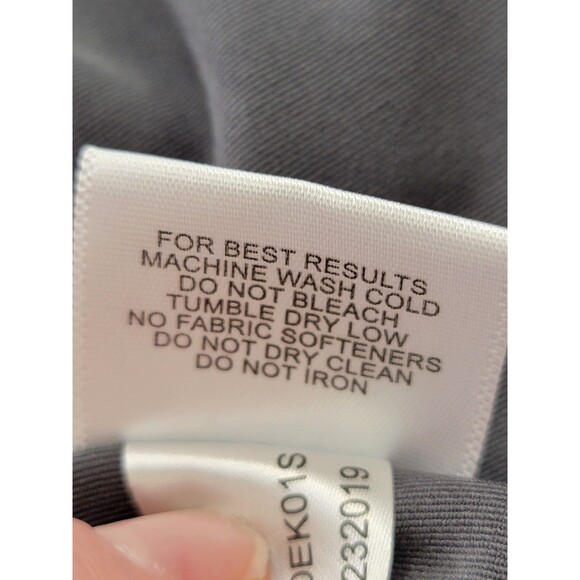 FOR BEST RESULTS
MACHINE WASH COLD
DO NOT BLEACH
TUMBLE DRY LOW
NO FABRIC SOFTENERS
DO NOT DRY CLEAN
DO NOT IRON
EK01S
232019